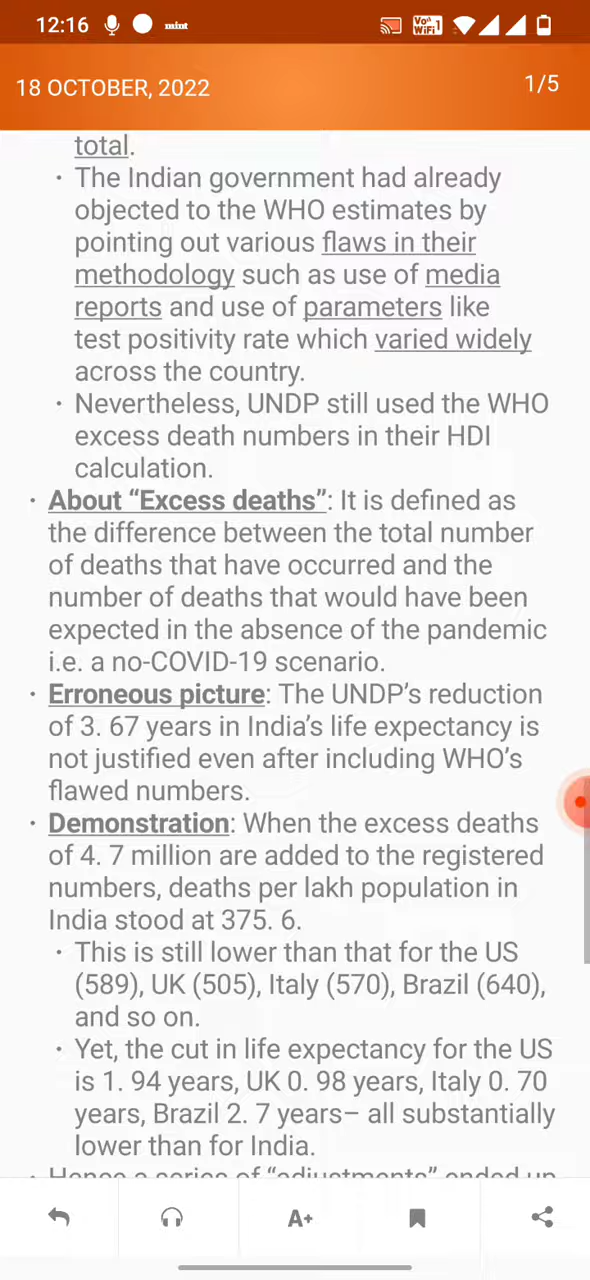 12:16 mint Vo WiFi 1
18 OCTOBER, 2022 1/5
total.
· The Indian government had already
objected to the WHO estimates by
pointing out various flaws in their
methodology such as use of media
reports and use of parameters like
test positivity rate which varied widely
across the country.
· Nevertheless, UNDP still used the WHO
excess death numbers in their HDI
calculation.
· About “Excess deaths”: It is defined as
the difference between the total number
of deaths that have occurred and the
number of deaths that would have been
expected in the absence of the pandemic
i.e. a no-COVID-19 scenario.
· Erroneous picture: The UNDP’s reduction
of 3. 67 years in India’s life expectancy is
not justified even after including WHO’s
flawed numbers.
· Demonstration: When the excess deaths
of 4. 7 million are added to the registered
numbers, deaths per lakh population in
India stood at 375. 6.
· This is still lower than that for the US
(589), UK (505), Italy (570), Brazil (640),
and so on.
· Yet, the cut in life expectancy for the US
is 1. 94 years, UK 0. 98 years, Italy 0. 70
years, Brazil 2. 7 years– all substantially
lower than for India.
· Hence a series of “adjustments” ended up
A+